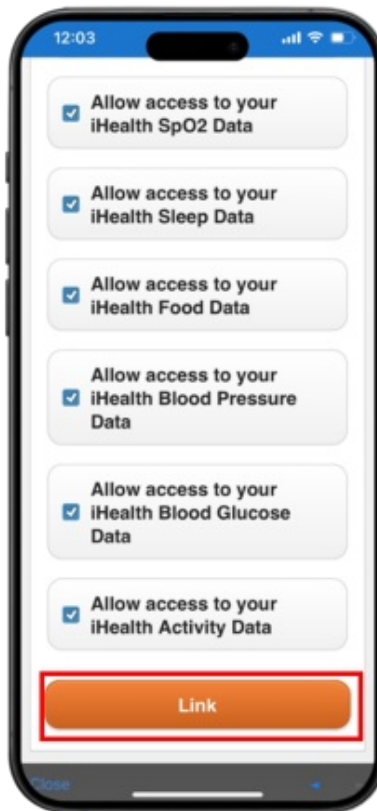 12:03
Allow access to your
iHealth SpO2 Data
Allow access to your
iHealth Sleep Data
Allow access to your
iHealth Food Data
Allow access to your
iHealth Blood Pressure
Data
Allow access to your
iHealth Blood Glucose
Data
Allow access to your
iHealth Activity Data
Link
Close